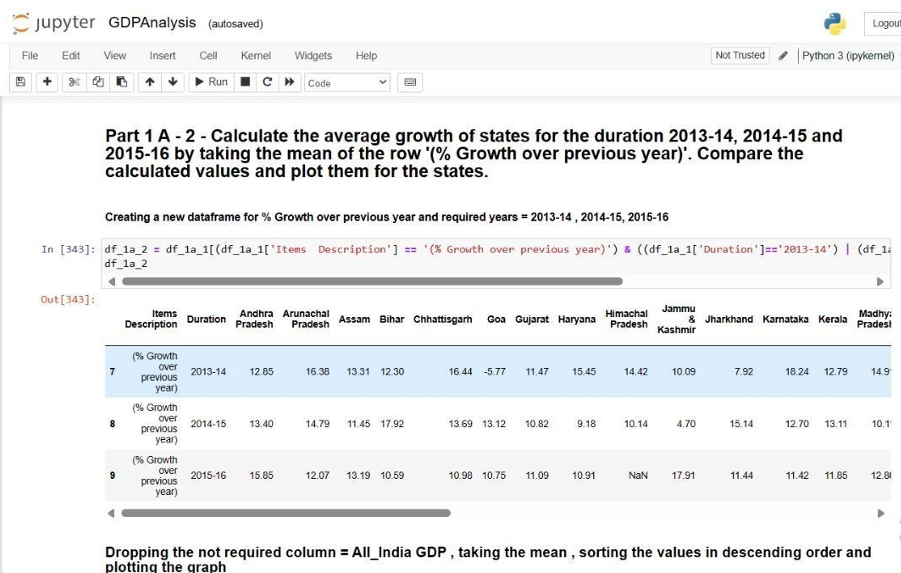 jupyter GDPAnalysis (autosaved)
Logout
File Edit View Insert Cell Kernel Widgets Help
Not Trusted Python 3 (ipykernel)
Run Code
Part 1 A - 2 - Calculate the average growth of states for the duration 2013-14, 2014-15 and
2015-16 by taking the mean of the row '(% Growth over previous year)'. Compare the
calculated values and plot them for the states.
Creating a new dataframe for % Growth over previous year and required years = 2013-14 , 2014-15, 2015-16
In [343]: df_1a_2 = df_1a_1[(df_1a_1['Items  Description'] == '(% Growth over previous year)') & ((df_1a_1['Duration']=='2013-14') | (df_1a
df_1a_2
Out[343]:
Items Description Duration Andhra Pradesh Arunachal Pradesh Assam Bihar Chhattisgarh Goa Gujarat Haryana Himachal Pradesh Jammu & Kashmir Jharkhand Karnataka Kerala Madhya Pradesh
7 (% Growth over previous year) 2013-14 12.85 16.38 13.31 12.30 16.44 -5.77 11.47 15.45 14.42 10.09 7.92 18.24 12.79 14.9
8 (% Growth over previous year) 2014-15 13.40 14.79 11.45 17.92 13.69 13.12 10.82 9.18 10.14 4.70 15.14 12.70 13.11 10.1
9 (% Growth over previous year) 2015-16 15.85 12.07 13.19 10.59 10.98 10.75 11.09 10.91 NaN 17.91 11.44 11.42 11.85 12.8
Dropping the not required column = All_India GDP , taking the mean , sorting the values in descending order and
plotting the graph